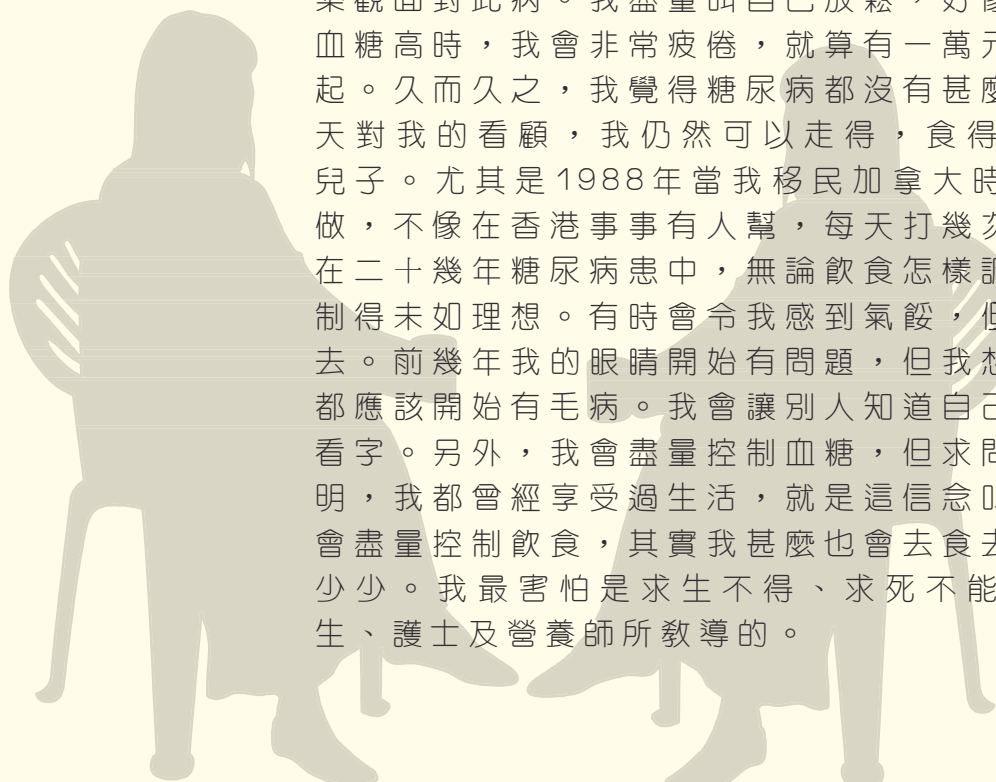 樂觀面對此病。我盡量叫自己放鬆，好像
血糖高時，我會非常疲倦，就算有一萬元
起。久而久之，我覺得糖尿病都沒有甚麼
天對我的看顧，我仍然可以走得，食得
兒子。尤其是1988年當我移民加拿大時
做，不像在香港事事有人幫，每天打幾次
在二十幾年糖尿病患中，無論飲食怎樣調
制得未如理想。有時會令我感到氣餒，但
去。前幾年我的眼睛開始有問題，但我想
都應該開始有毛病。我會讓別人知道自己
看字。另外，我會盡量控制血糖，但求
明，我都曾經享受過生活，就是這信念
會盡量控制飲食，其實我甚麼也會去食去
少少。我最害怕是求生不得、求死不能
生、護士及營養師所教導的。